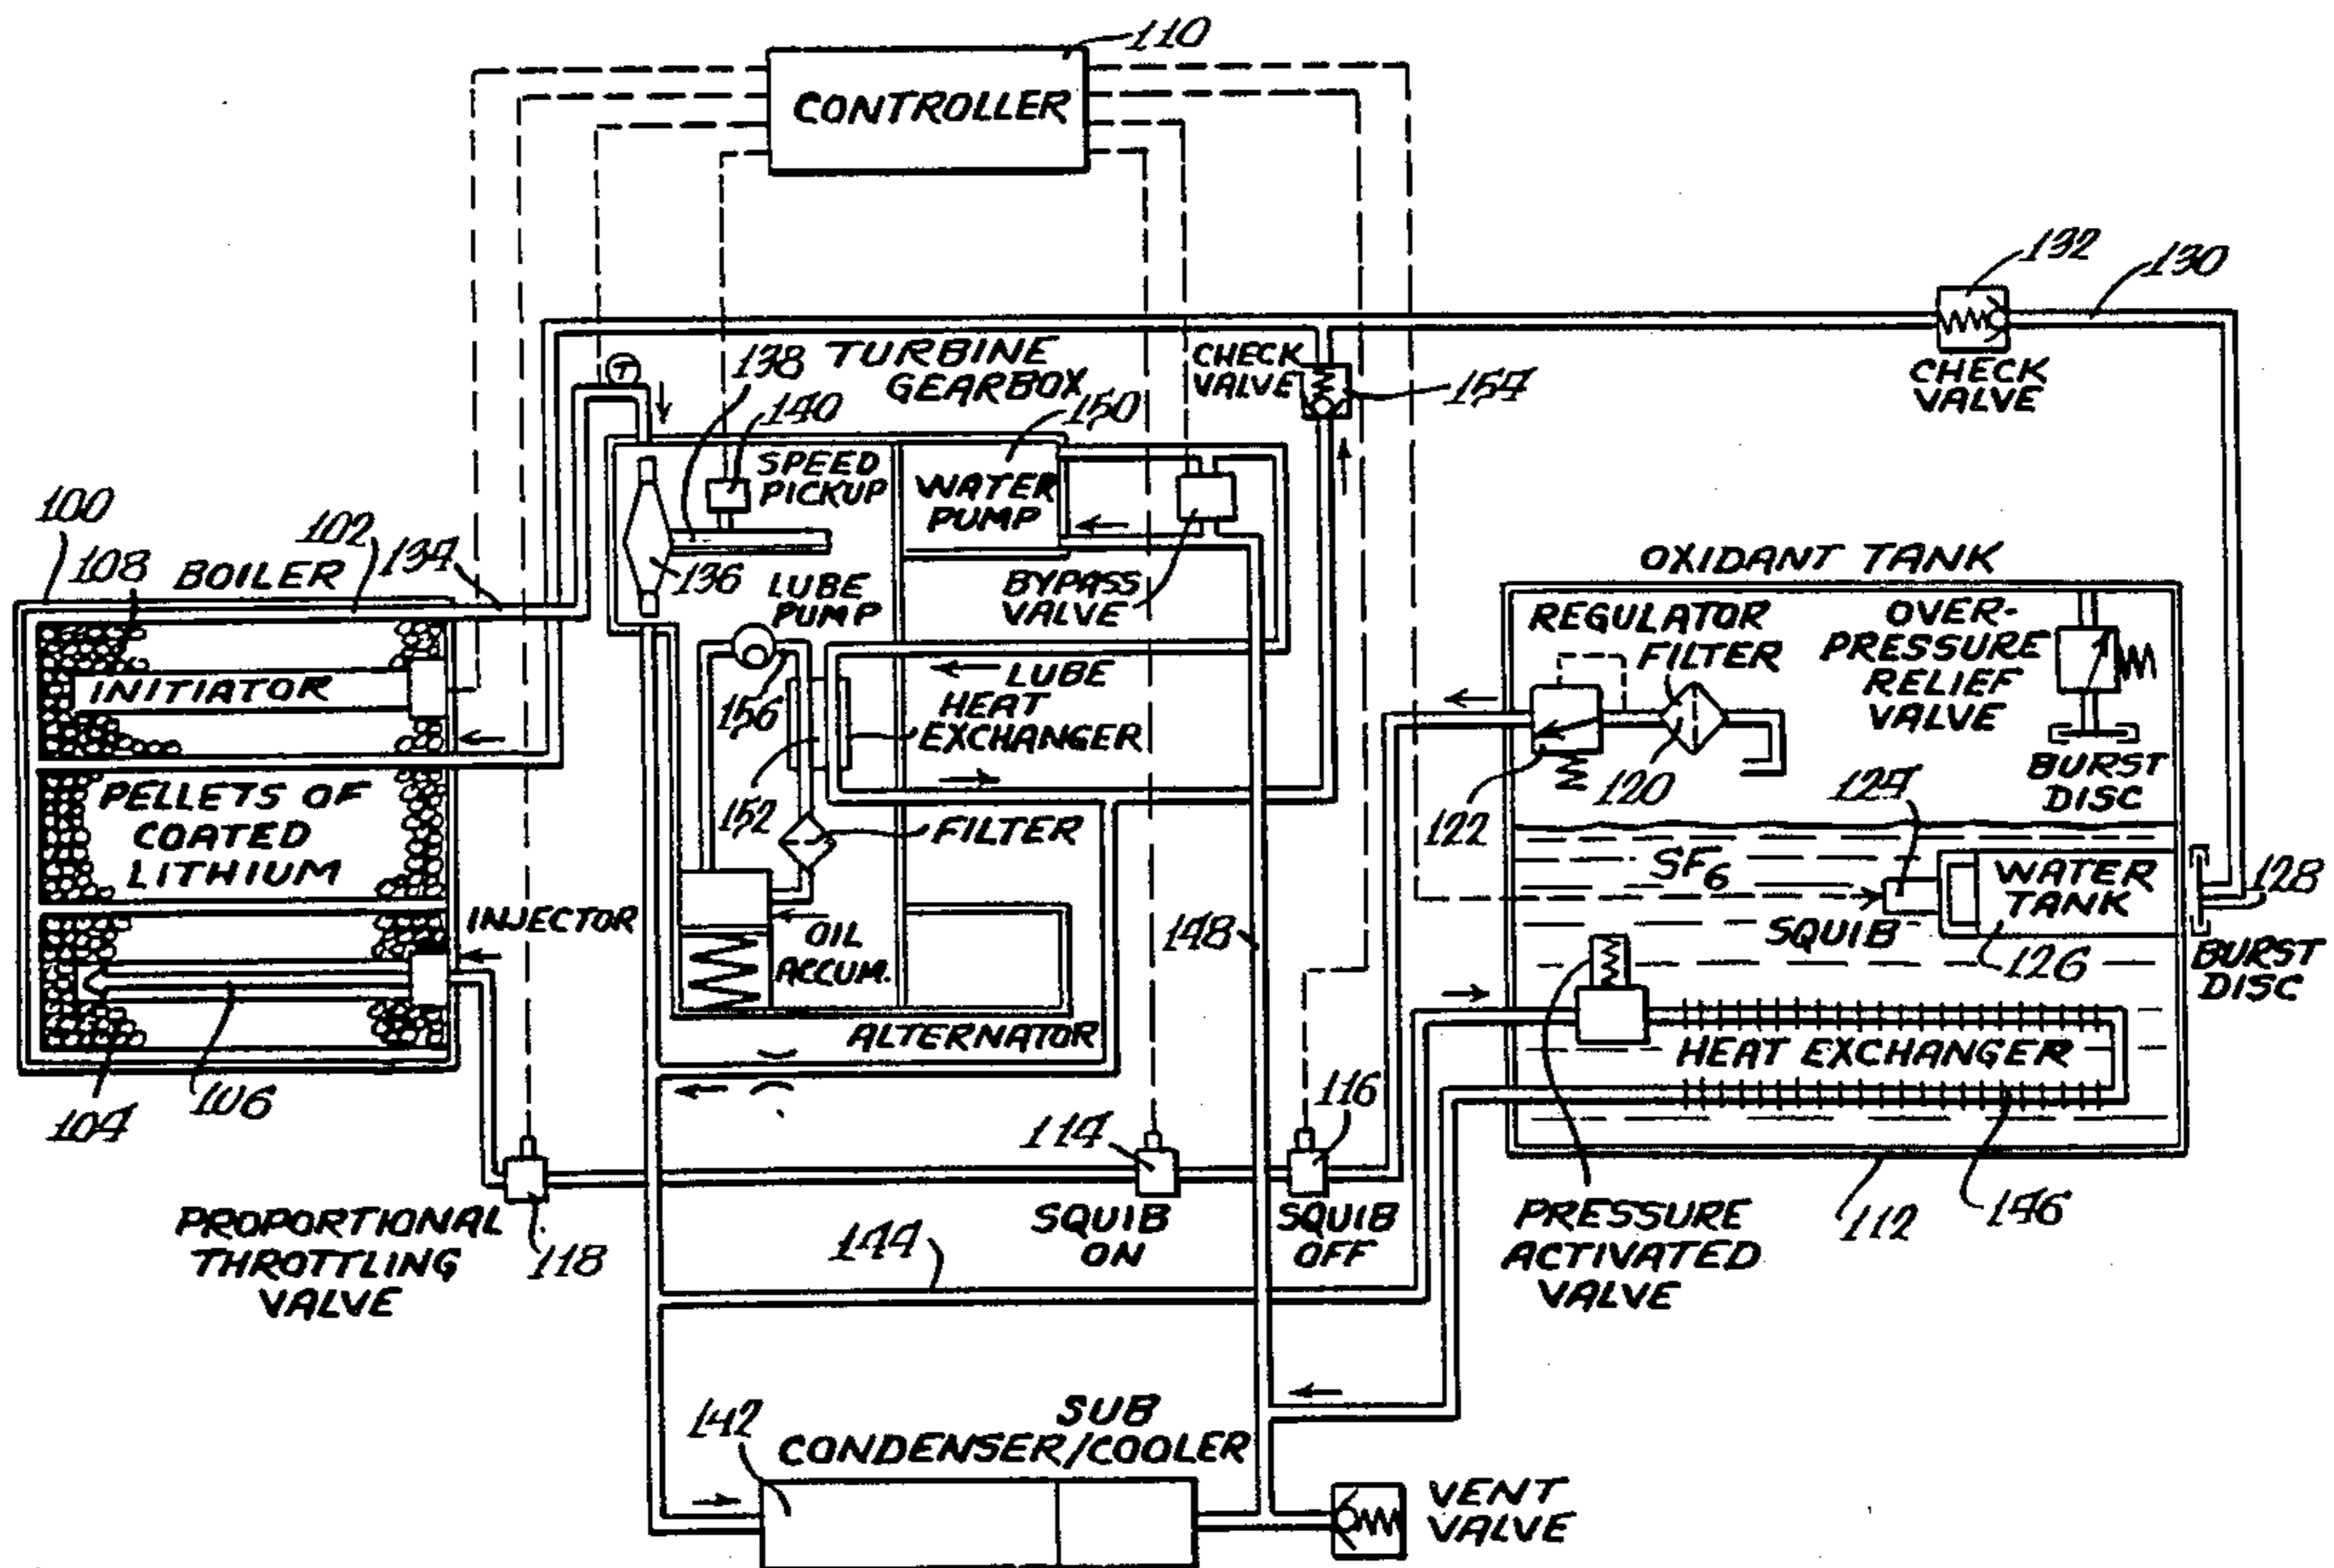 110
CONTROLLER
132
130
CHECK
VALVE
138
TURBINE
GEARBOX
140
150
CHECK
VALVE
154
T
SPEED
PICKUP
WATER
PUMP
136
LUBE
PUMP
BYPASS
VALVE
100
108
BOILER
102
134
INITIATOR
PELLETS OF
COATED
LITHIUM
INJECTOR
104
106
156
LUBE
HEAT
EXCHANGER
152
FILTER
OIL
ACCUM.
ALTERNATOR
148
OXIDANT TANK
REGULATOR
FILTER
OVER-
PRESSURE
RELIEF
VALVE
BURST
DISC
122
120
124
SF6
WATER
TANK
SQUIB
126
128
BURST
DISC
HEAT EXCHANGER
114
116
SQUIB
ON
SQUIB
OFF
PROPORTIONAL
THROTTLING
VALVE
118
144
PRESSURE
ACTIVATED
VALVE
112
146
142
SUB
CONDENSER/COOLER
VENT
VALVE